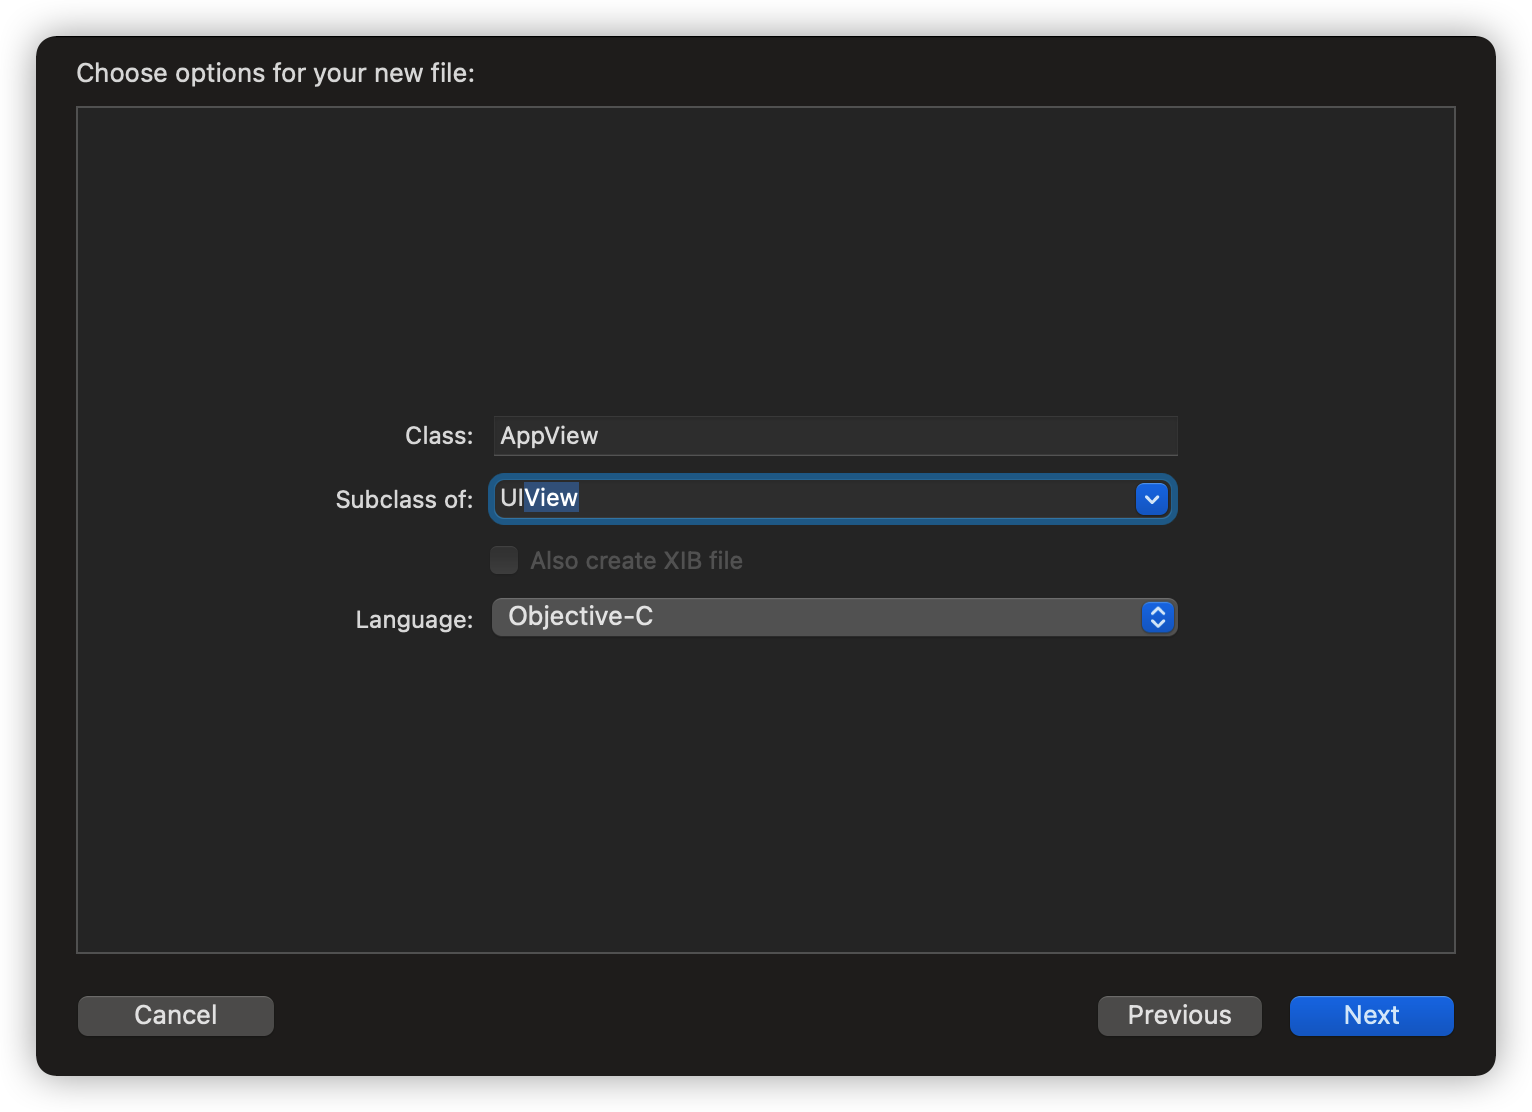 Choose options for your new file:
Class: AppView
Subclass of: UIView
Also create XIB file
Language: Objective-C
Cancel Previous Next